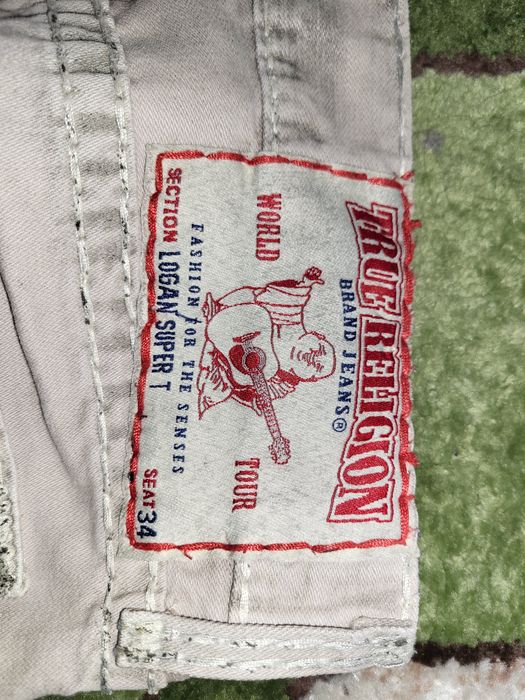 TRUE RELIGION
BRAND JEANS®
WORLD TOUR
FASHION FOR THE SENSES
SECTION LOGAN SUPER T SEAT 34